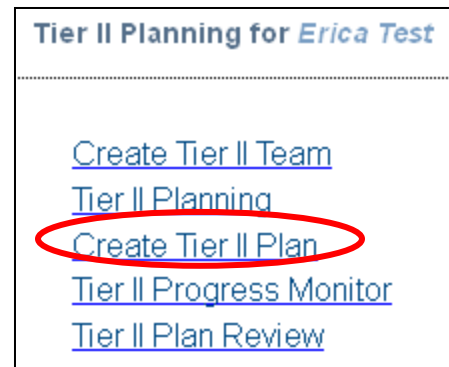 Tier II Planning for Erica Test
Create Tier II Team
Tier II Planning
Create Tier II Plan
Tier II Progress Monitor
Tier II Plan Review